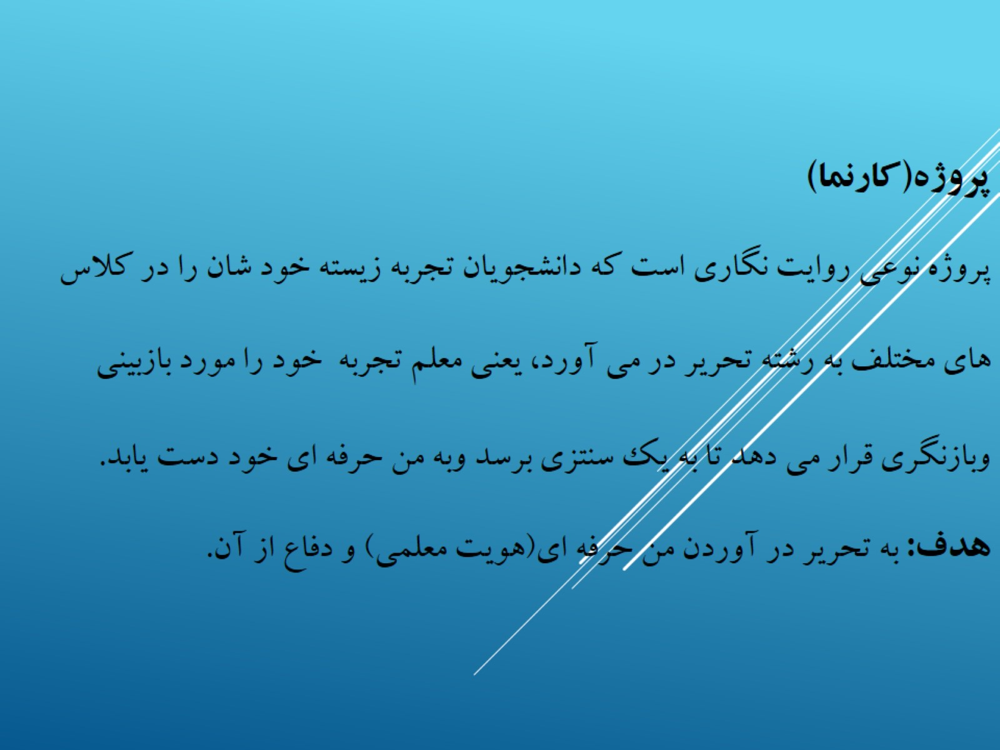 پروژه(کارنما)
پروژه نوعی روایت نگاری است که دانشجویان تجربه زیسته خود شان را در کلاس
های مختلف به رشته تحریر در می آورد، یعنی معلم تجربه خود را مورد بازبینی
وبازنگری قرار می دهد تا به یک سنتزی برسد وبه من حرفه ای خود دست یابد.
هدف: به تحریر در آوردن من حرفه ای(هویت معلمی) و دفاع از آن.